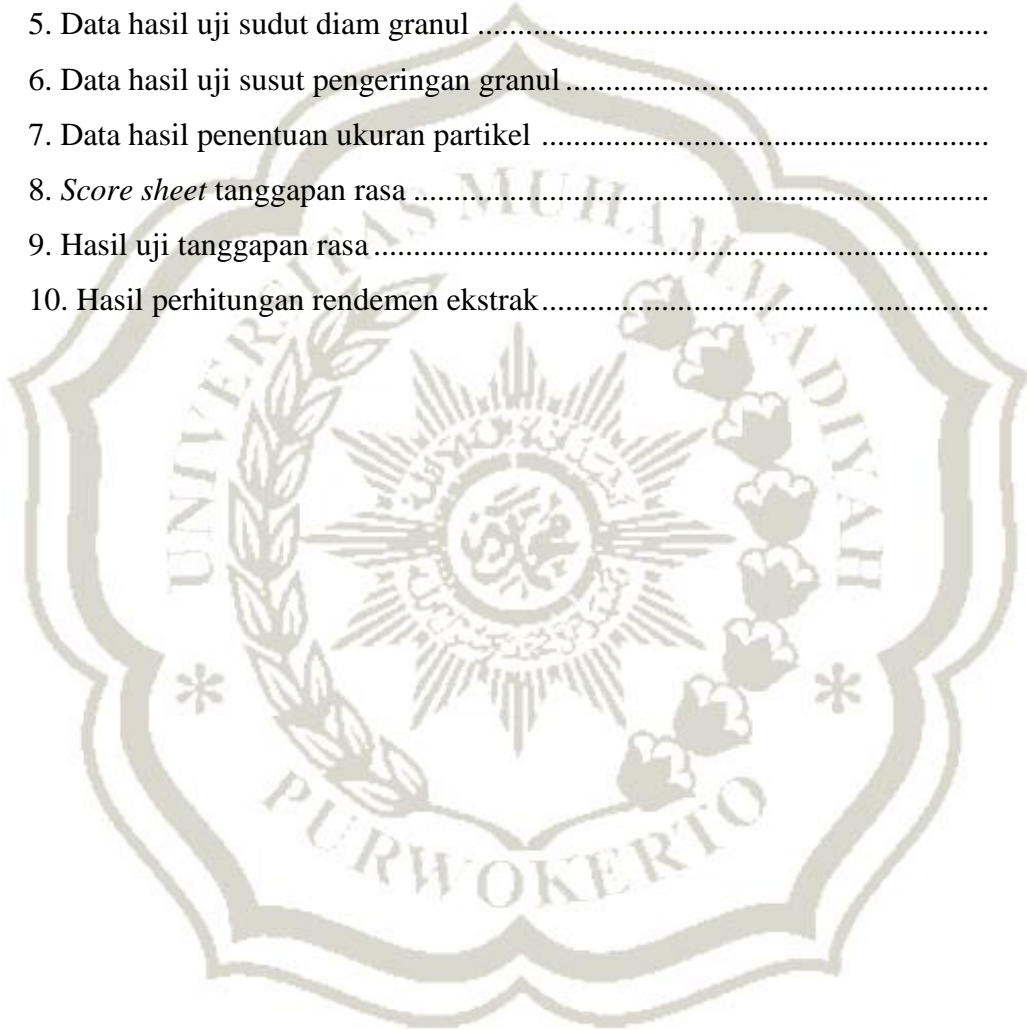 5. Data hasil uji sudut diam granul ................................................................
6. Data hasil uji susut pengeringan granul .....................................................
7. Data hasil penentuan ukuran partikel ........................................................
8. Score sheet tanggapan rasa ........................................................................
9. Hasil uji tanggapan rasa .............................................................................
10. Hasil perhitungan rendemen ekstrak ........................................................
UNIVERSITAS MUHAMMADIYAH
PURWOKERTO